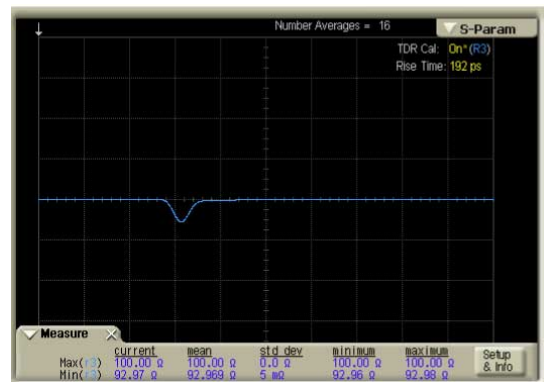 Number Averages = 16
S-Param
TDR Cal: On*(R3)
Rise Time: 192 ps
Measure
current mean std dev minimum maximum
Max(r3) 100.00 Ω 100.00 Ω 0.0 Ω 100.00 Ω 100.00 Ω
Min(r3) 92.97 Ω 92.969 Ω 5 mΩ 92.96 Ω 92.98 Ω
Setup
& Info